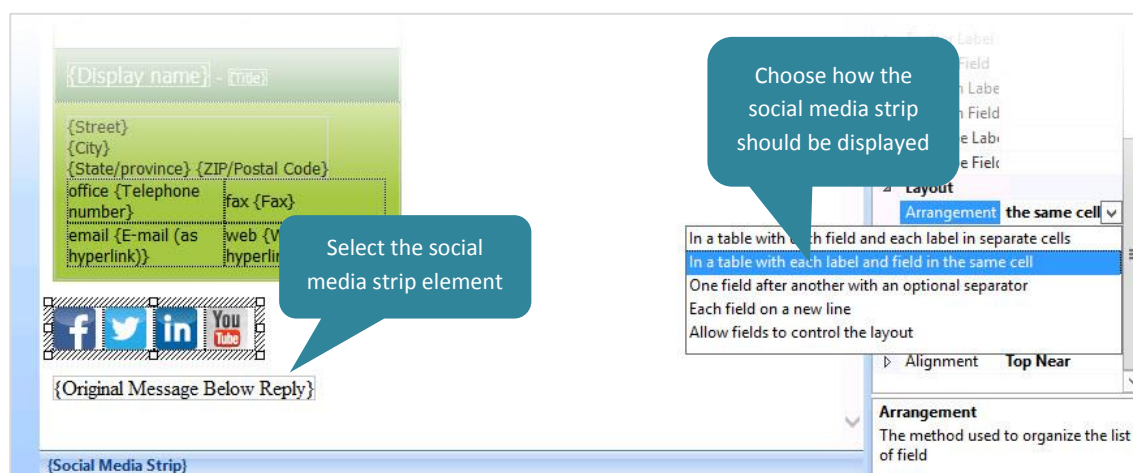 {Display name} - {Title}
{Street}
{City}
{State/province} {ZIP/Postal Code}
office {Telephone number}
fax {Fax}
email {E-mail (as hyperlink)}
web
Select the social
media strip element
You
Tube
f
in
{Original Message Below Reply}
{Social Media Strip}
Choose how the
social media strip
should be displayed
Label
Field
Labe
Field
Labe
Field
Layout
Arrangement the same cell
In a table with each field and each label in separate cells
In a table with each label and field in the same cell
One field after another with an optional separator
Each field on a new line
Allow fields to control the layout
Alignment Top Near
Arrangement
The method used to organize the list
of field